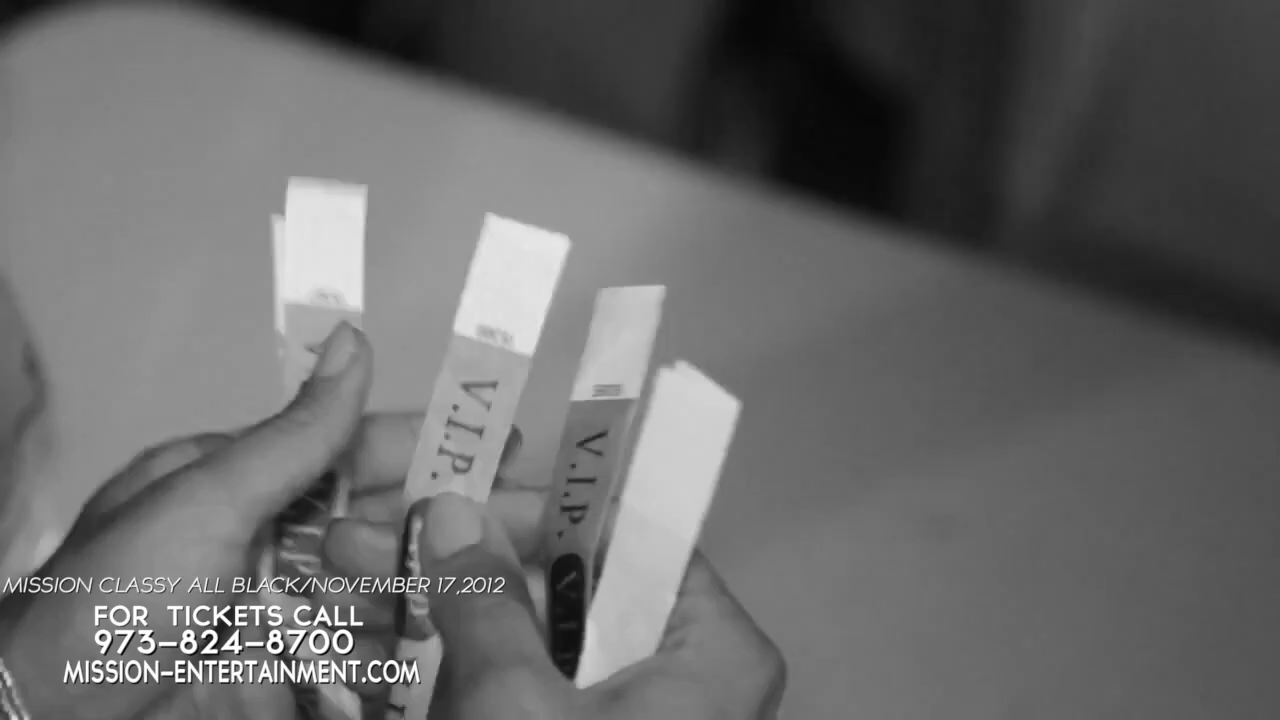 V.I.P.
V.I.P.
V.I.P
MISSION CLASSY ALL BLACK/NOVEMBER 17,2012
FOR TICKETS CALL
973-824-8700
MISSION-ENTERTAINMENT.COM